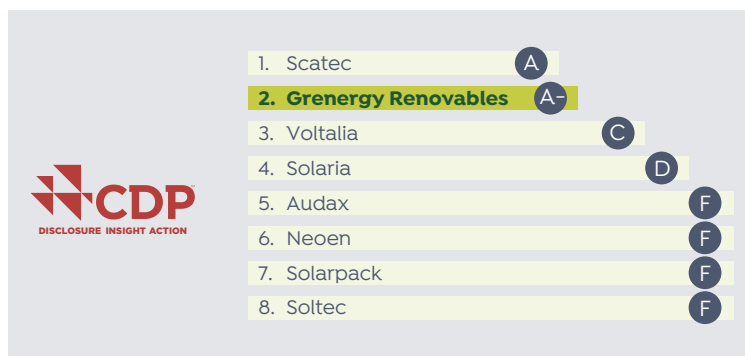 1. Scatec A
2. Grenergy Renovables A-
3. Voltalia C
4. Solaria D
CDP
DISCLOSURE INSIGHT ACTION
5. Audax F
6. Neoen F
7. Solarpack F
8. Soltec F